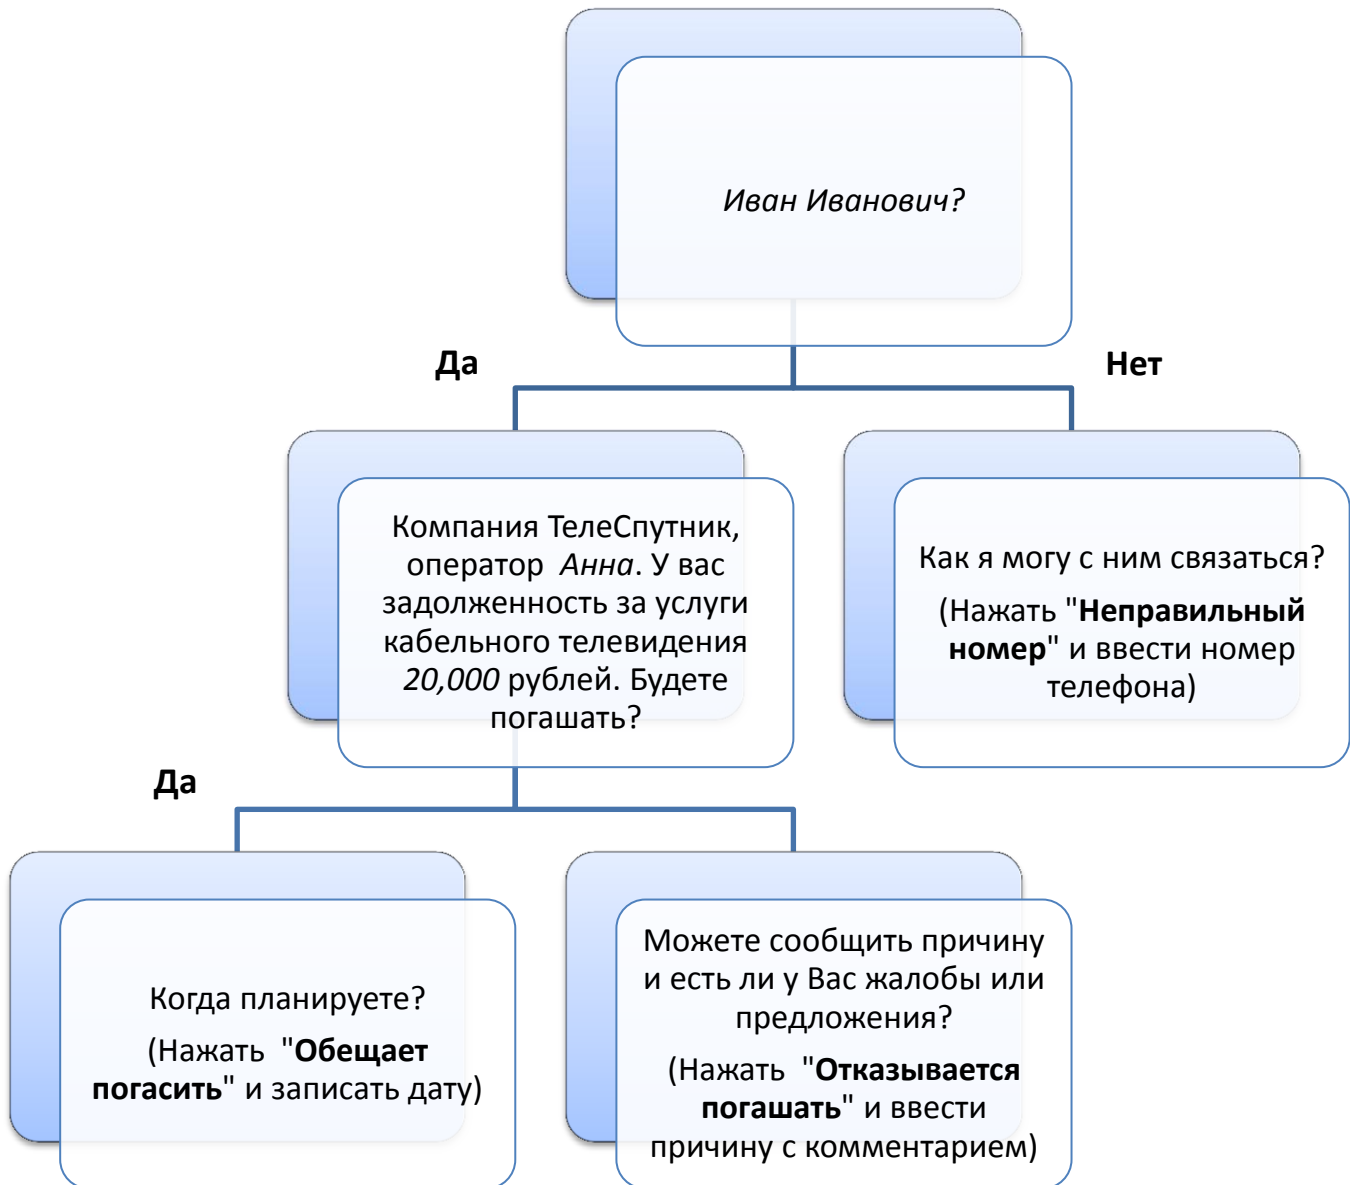 Иван Иванович?
Да
Нет
Компания ТелеСпутник,
оператор Анна. У вас
задолженность за услуги
кабельного телевидения
20,000 рублей. Будете
погашать?
Как я могу с ним связаться?
(Нажать "Неправильный
номер" и ввести номер
телефона)
Да
Когда планируете?
(Нажать "Обещает
погасить" и записать дату)
Можете сообщить причину
и есть ли у Вас жалобы или
предложения?
(Нажать "Отказывается
погашать" и ввести
причину с комментарием)